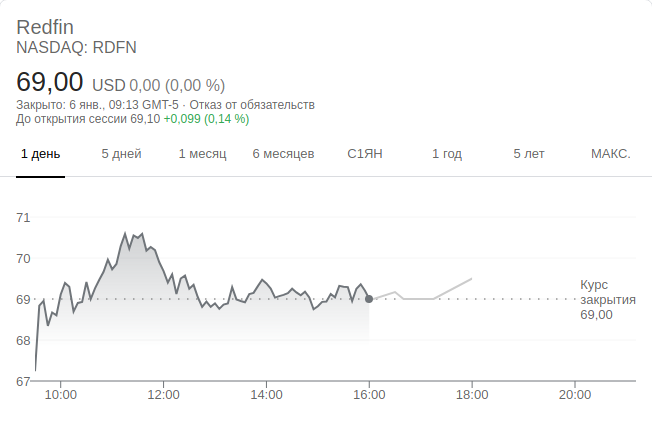 Redfin
NASDAQ: RDFN
69,00 USD 0,00 (0,00 %)
Закрыто: 6 янв., 09:13 GMT-5 · Отказ от обязательств
До открытия сессии 69,10 +0,099 (0,14 %)
1 день 5 дней 1 месяц 6 месяцев С1ЯН 1 год 5 лет МАКС.
71
70
69
68
67
Курс
закрытия
69,00
10:00 12:00 14:00 16:00 18:00 20:00